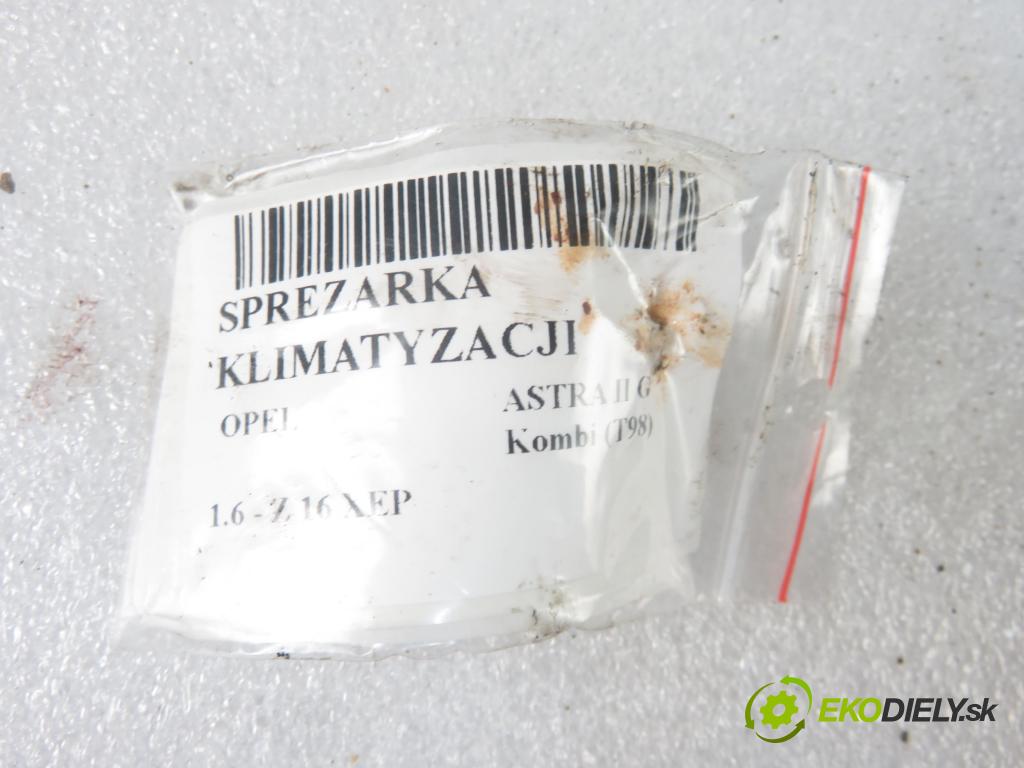 SPREZARKA
KLIMATYZACJI
OPEL ASTRA II G
Kombi (T98)
1.6 - Z 16 XEP
EKODIELY.sk